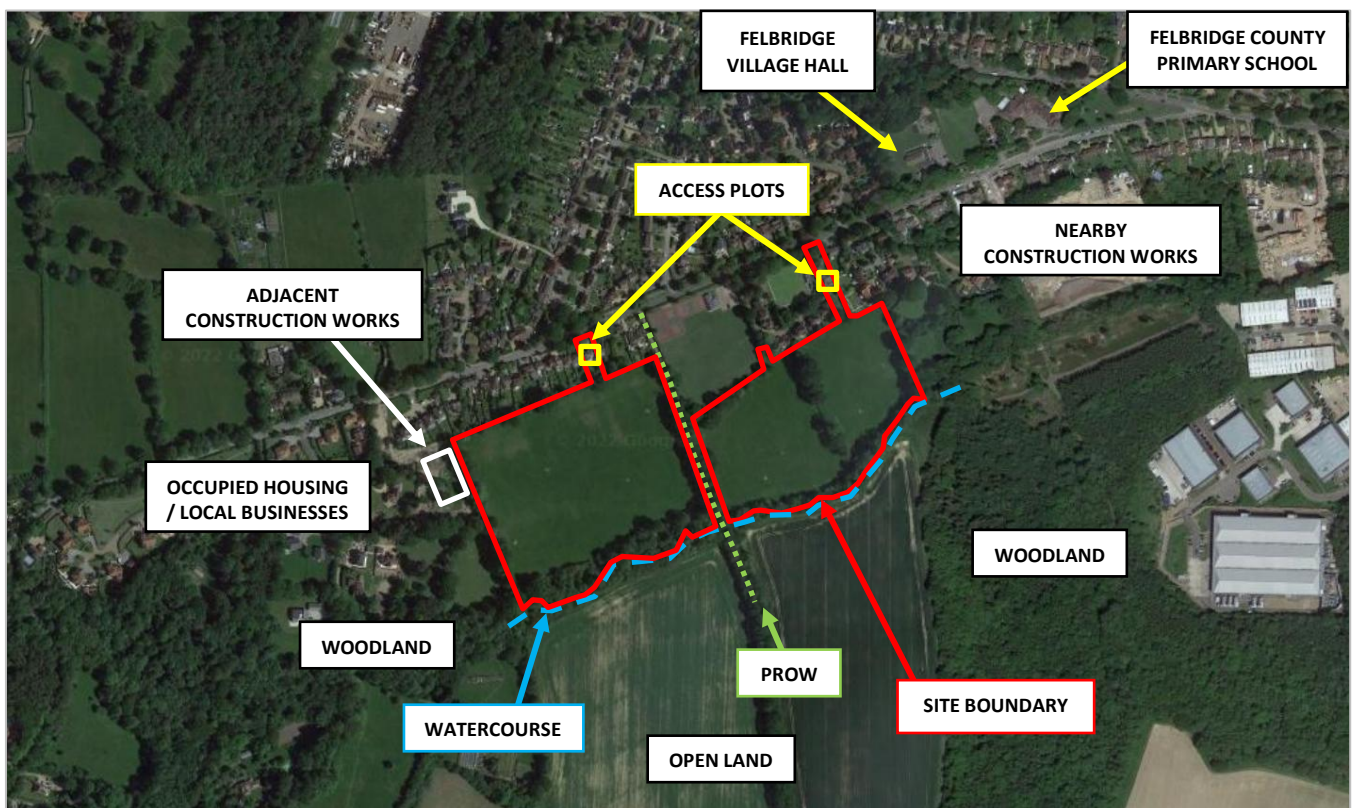 FELBRIDGE
VILLAGE HALL
FELBRIDGE COUNTY
PRIMARY SCHOOL
ACCESS PLOTS
NEARBY
CONSTRUCTION WORKS
ADJACENT
CONSTRUCTION WORKS
OCCUPIED HOUSING
/ LOCAL BUSINESSES
WOODLAND
WOODLAND
PROW
SITE BOUNDARY
WATERCOURSE
OPEN LAND